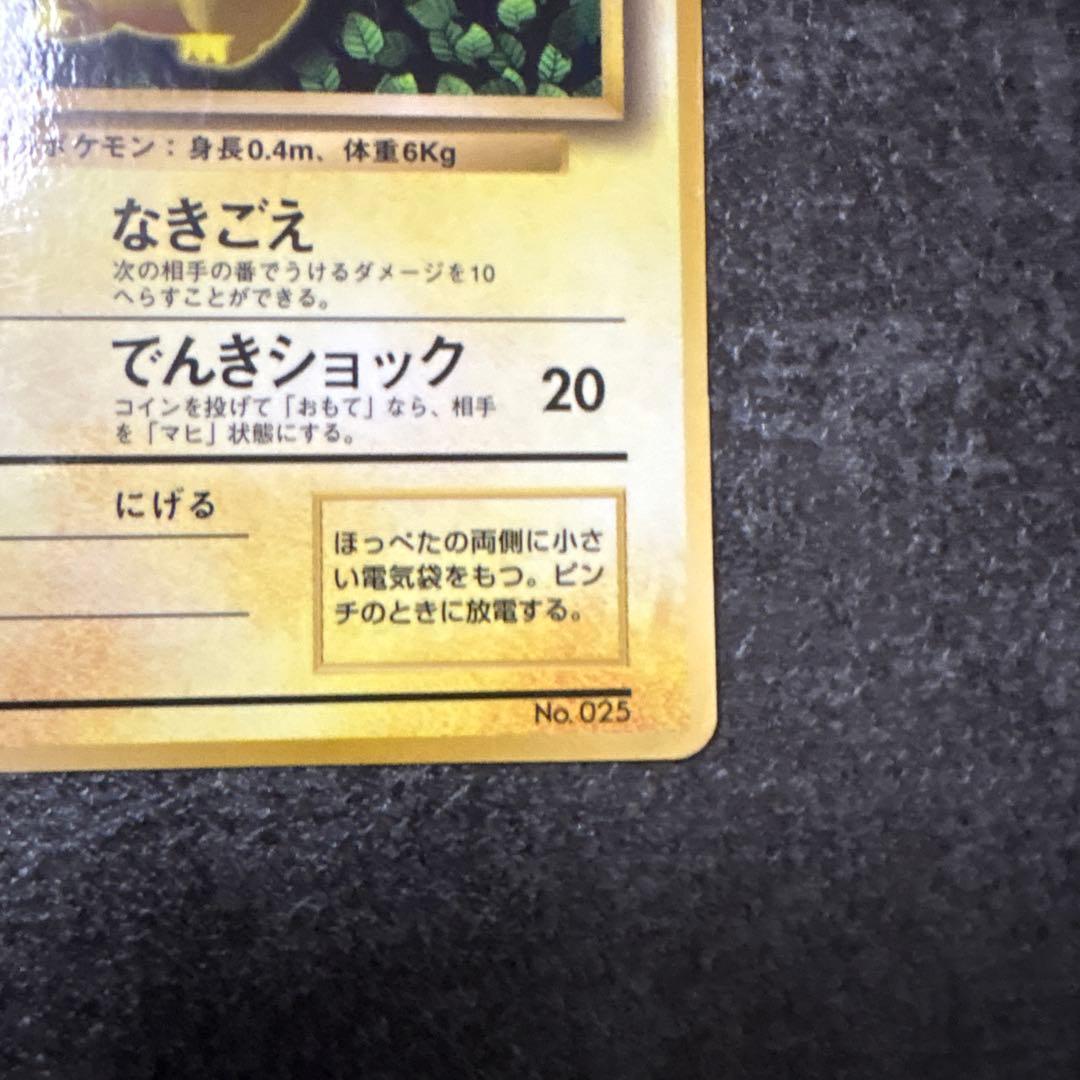 ポケモン：身長0.4m、体重6Kg
なきごえ
次の相手の番でうけるダメージを10
へらすことができる。
でんきショック 20
コインを投げて「おもて」なら、相手
を「マヒ」状態にする。
にげる
ほっぺたの両側に小さ
い電気袋をもつ。ピン
チのときに放電する。
No. 025